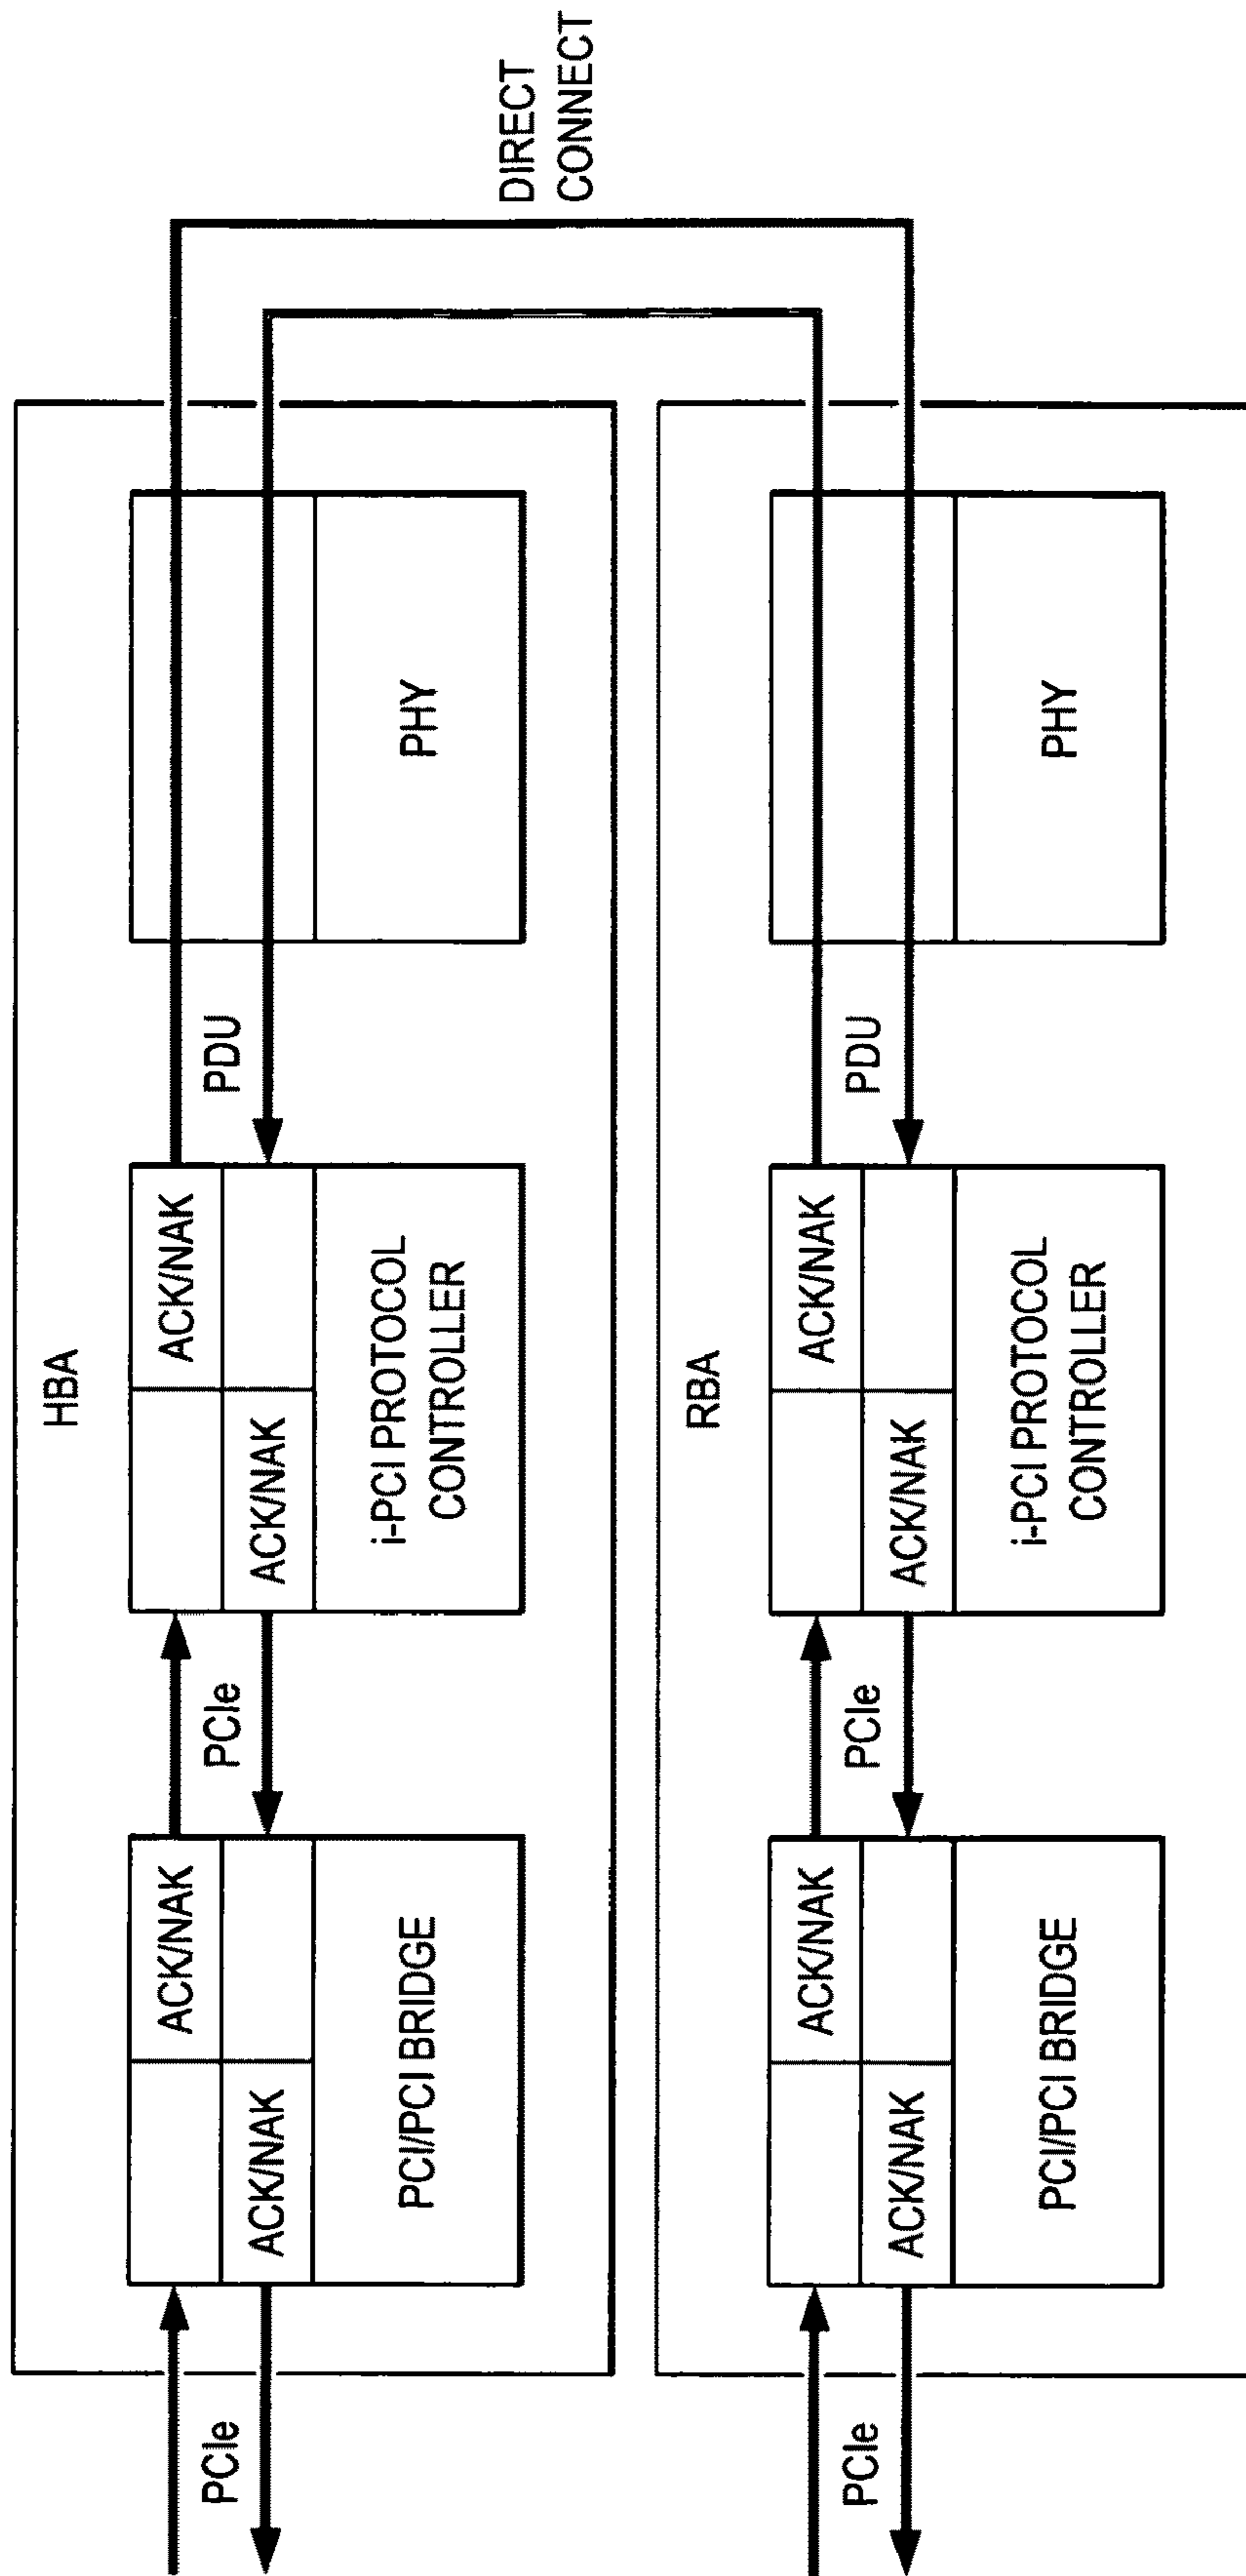 HBA
PCIe
ACK/NAK
ACK/NAK
PCI/PCI BRIDGE
PCIe
ACK/NAK
ACK/NAK
i-PCI PROTOCOL
CONTROLLER
PDU
PHY
DIRECT
CONNECT
RBA
PCIe
ACK/NAK
ACK/NAK
PCI/PCI BRIDGE
PCIe
ACK/NAK
ACK/NAK
i-PCI PROTOCOL
CONTROLLER
PDU
PHY